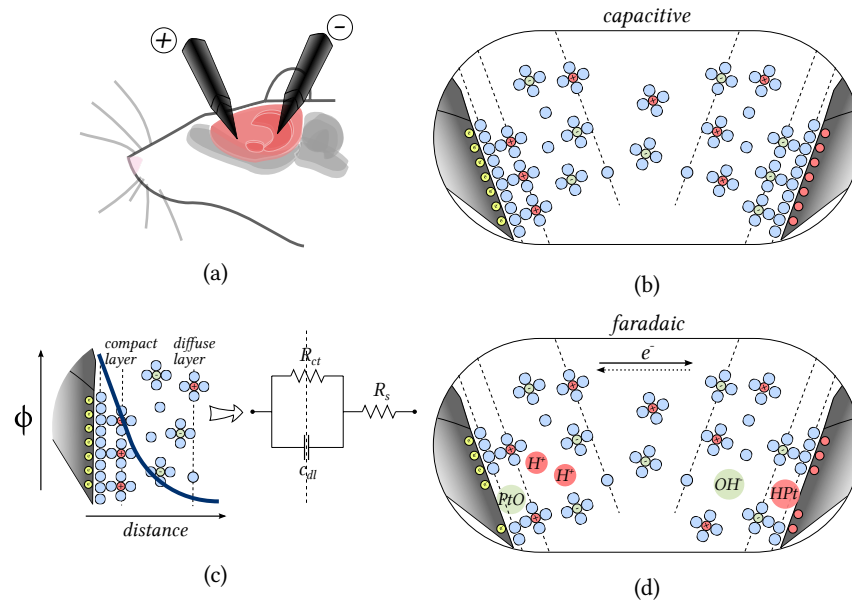 +
−
(a)
capacitive
(b)
compact
layer
diffuse
layer
ϕ
distance
R_ct
C_dl
R_s
(c)
faradaic
e⁻
H⁺
H⁺
PtO
OH⁻
HPt
(d)